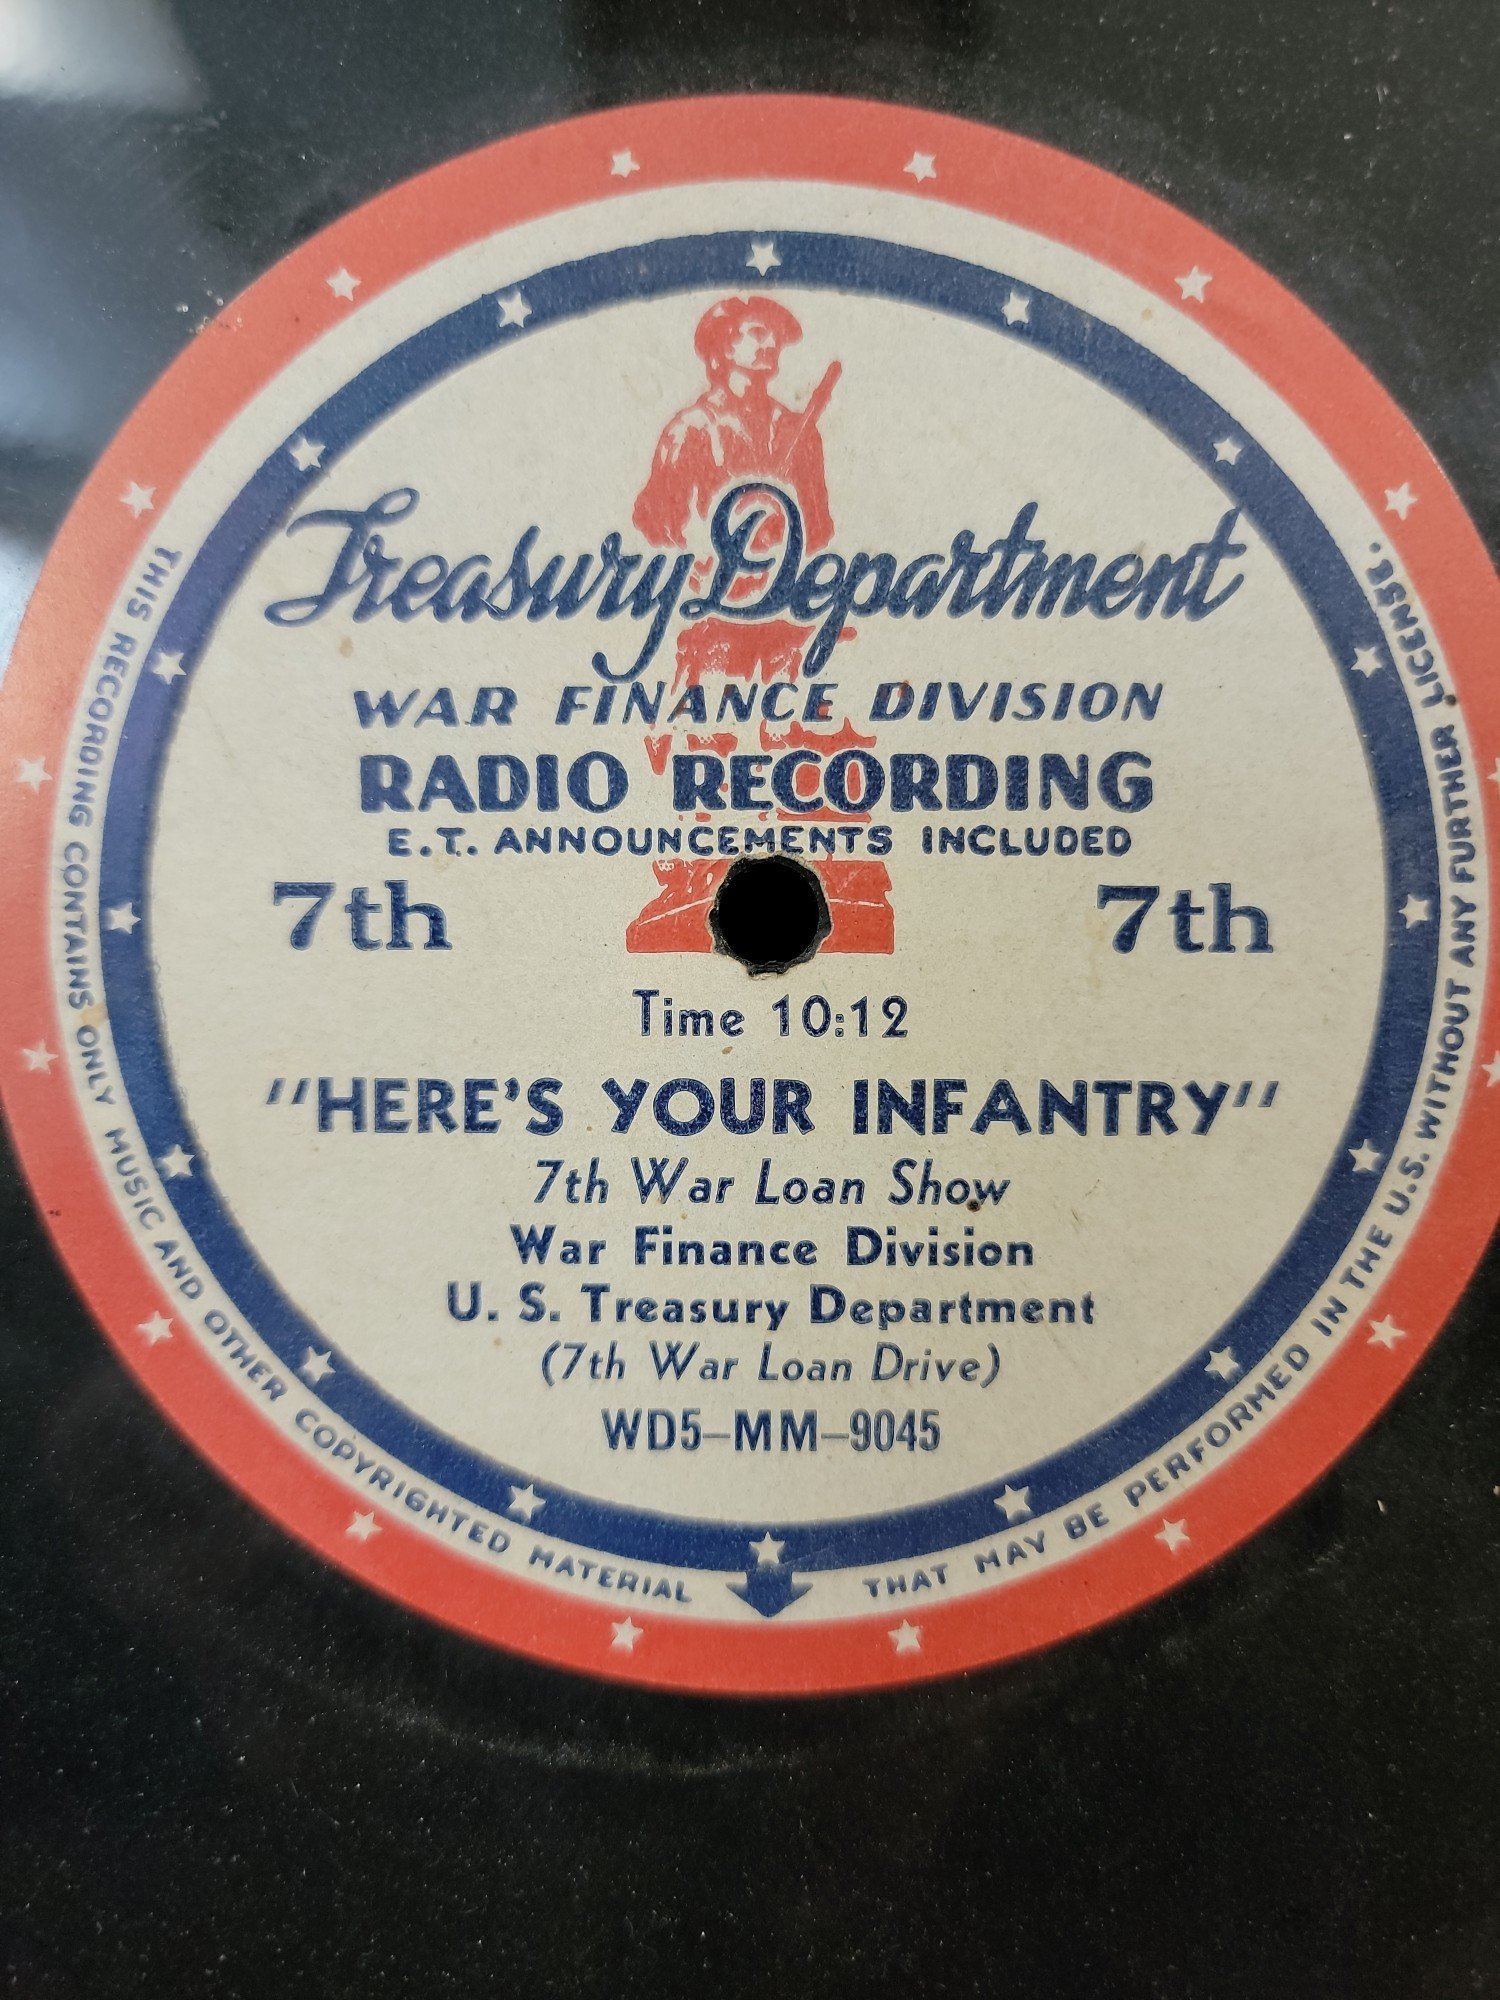 Treasury Department
WAR FINANCE DIVISION
RADIO RECORDING
E.T. ANNOUNCEMENTS INCLUDED
7th 7th
Time 10:12
"HERE'S YOUR INFANTRY"
7th War Loan Show
War Finance Division
U. S. Treasury Department
(7th War Loan Drive)
WD5-MM-9045
THIS RECORDING CONTAINS ONLY MUSIC AND OTHER COPYRIGHTED MATERIAL THAT MAY BE PERFORMED IN THE U.S. WITHOUT ANY FURTHER LICENSE.